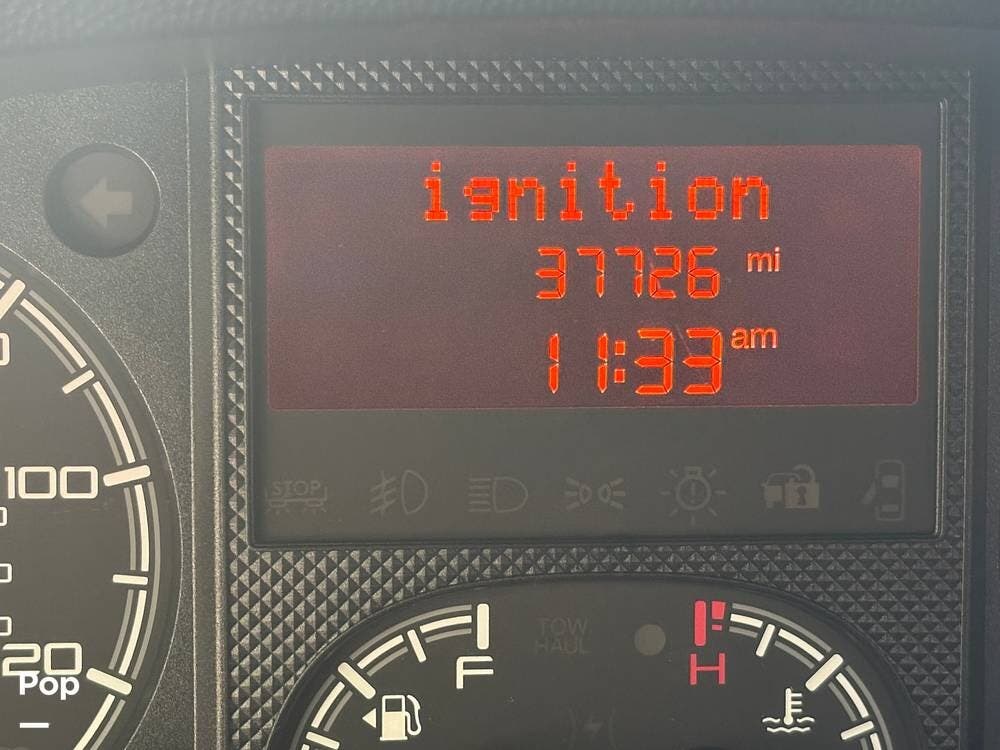 ignition
37726 mi
11:33 am
STOP
100
20
TOW
HAUL
F
H
Pop